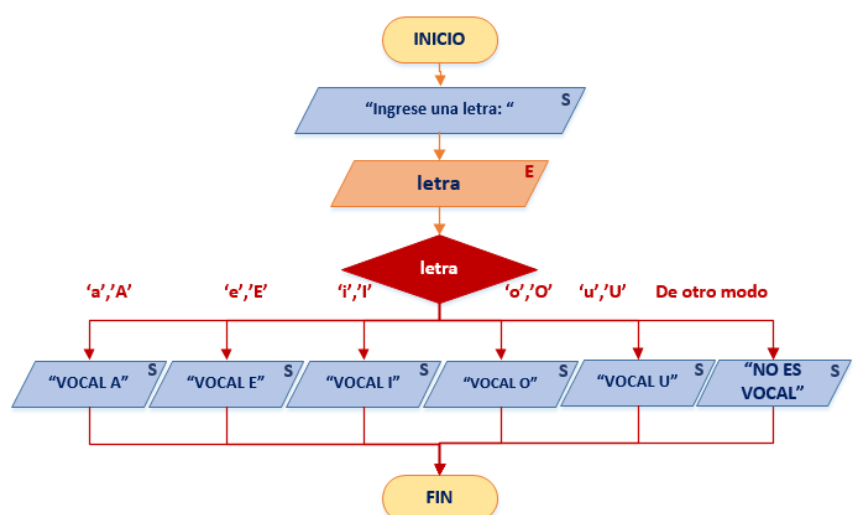 INICIO
“Ingrese una letra: “ S
letra E
letra
‘a’,’A’ ‘e’,’E’ ‘i’,’I’ ‘o’,’O’ ‘u’,’U’ De otro modo
“VOCAL A” S “VOCAL E” S “VOCAL I” S “VOCAL O” S “VOCAL U” S “NO ES S
VOCAL”
FIN